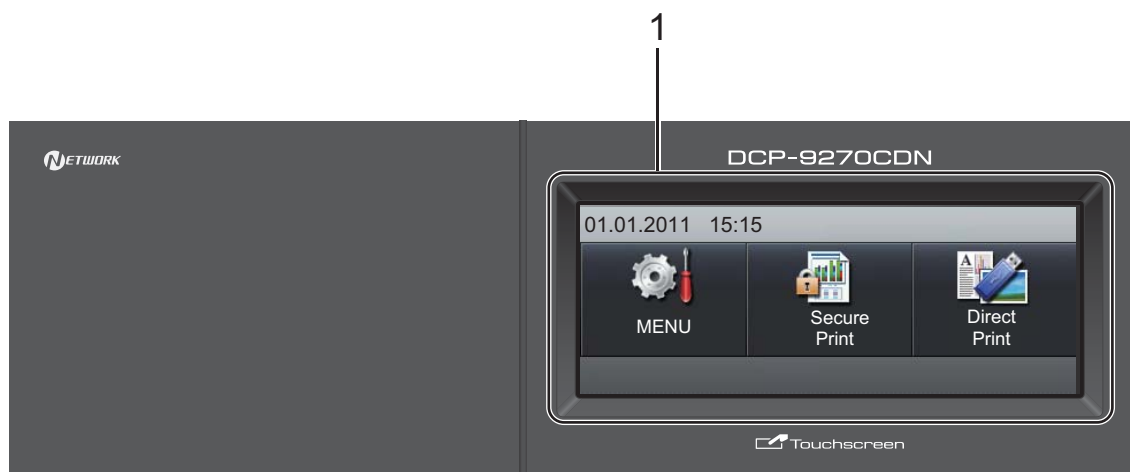 1
NETWORK
DCP-9270CDN
01.01.2011 15:15
MENU
Secure
Print
Direct
Print
Touchscreen